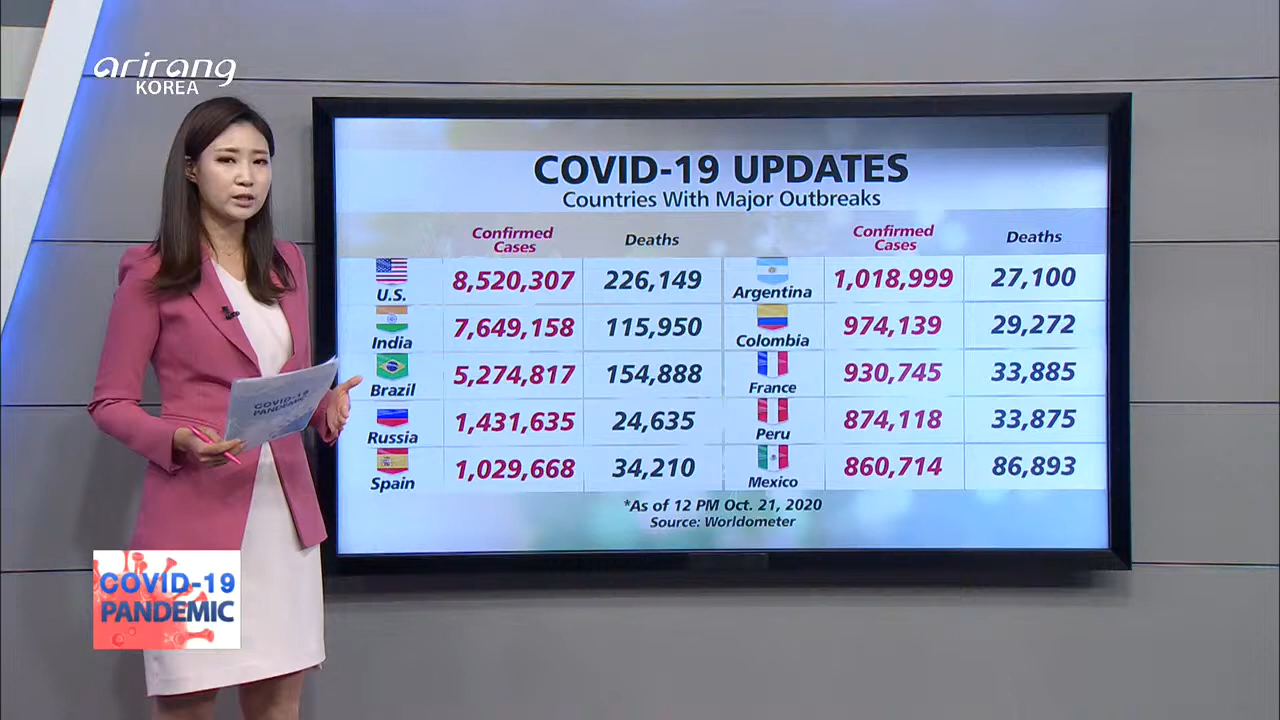 arirang
KOREA
COVID-19 UPDATES
Countries With Major Outbreaks
Confirmed Cases Deaths Confirmed Cases Deaths
U.S. 8,520,307 226,149 Argentina 1,018,999 27,100
India 7,649,158 115,950 Colombia 974,139 29,272
Brazil 5,274,817 154,888 France 930,745 33,885
Russia 1,431,635 24,635 Peru 874,118 33,875
Spain 1,029,668 34,210 Mexico 860,714 86,893
*As of 12 PM Oct. 21, 2020
Source: Worldometer
COVID-19
PANDEMIC
COVID-19
PANDEMIC